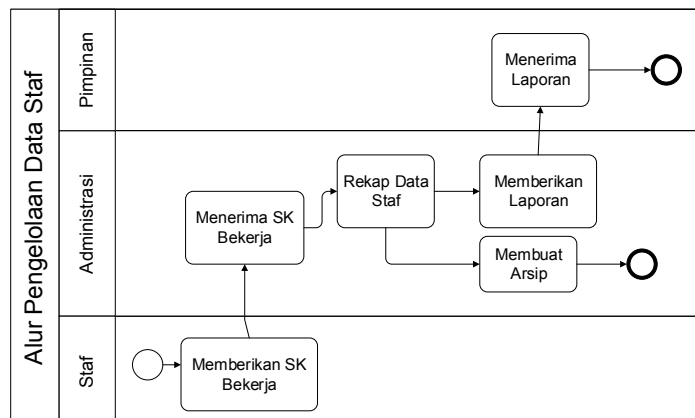 Alur Pengelolaan Data Staf
Pimpinan
Menerima
Laporan
Administrasi
Menerima SK
Bekerja
Rekap Data
Staf
Memberikan
Laporan
Membuat
Arsip
Staf
Memberikan SK
Bekerja